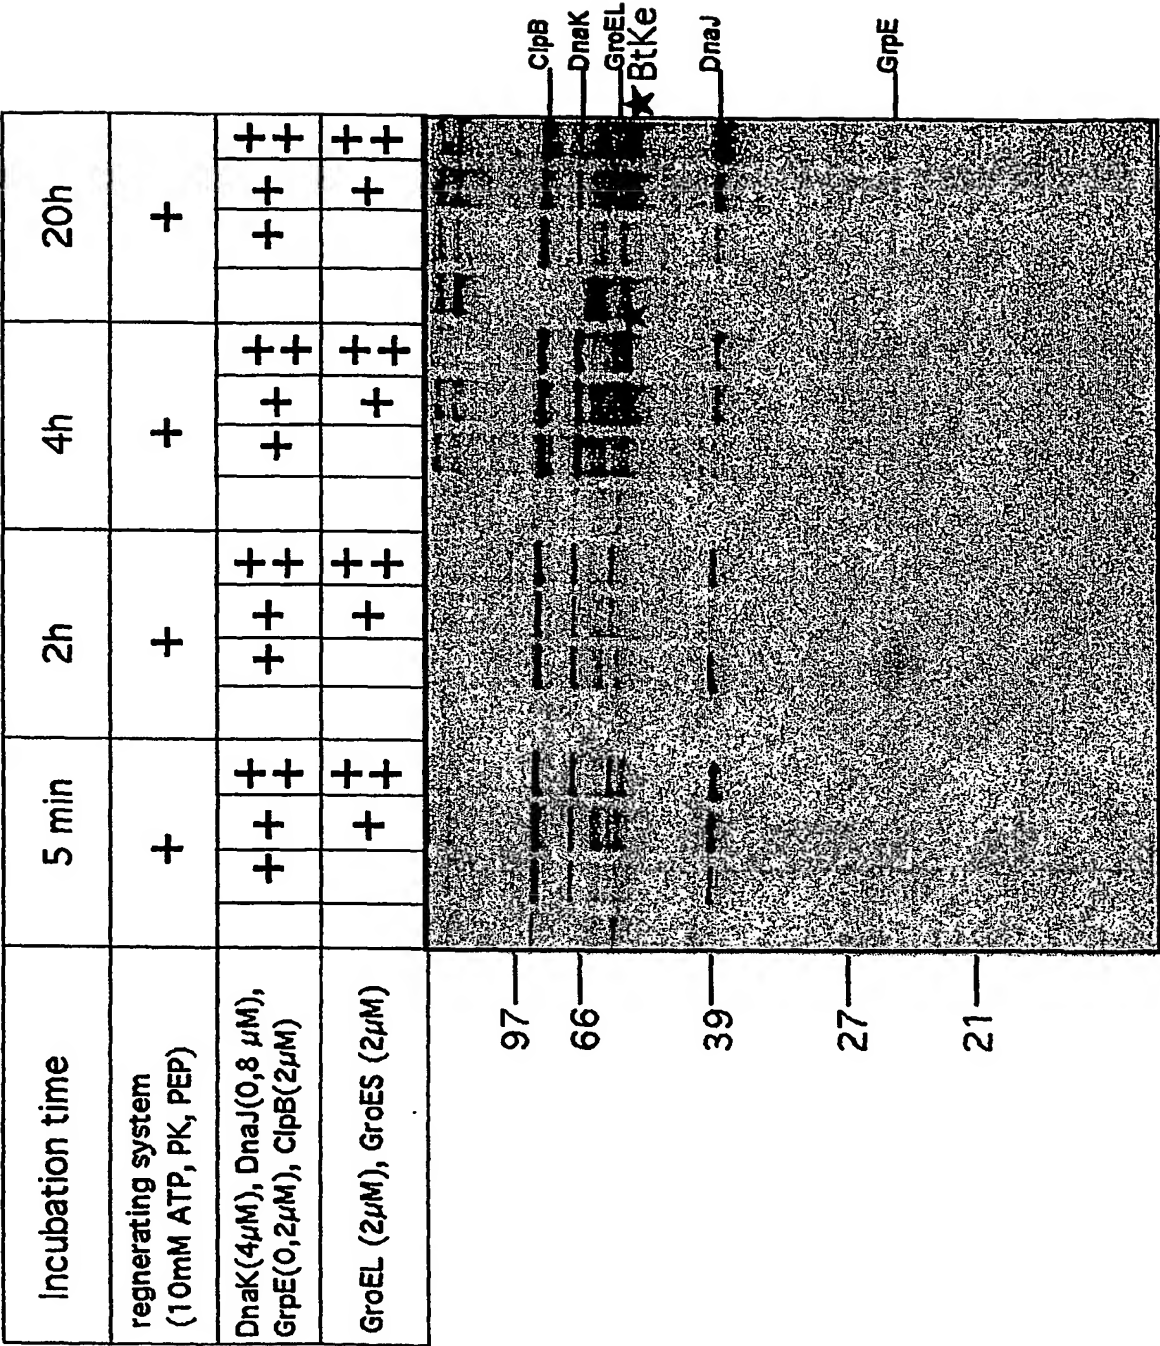 Incubation time
5 min
2h
4h
20h
regnerating system
(10mM ATP, PK, PEP)
+
+
+
+
DnaK(4μM), DnaJ(0,8 μM),
GrpE(0,2μM), ClpB(2μM)
+
+
++
+
+
++
+
+
++
+
+
++
GroEL (2μM), GroES (2μM)
+
++
+
++
+
++
+
++
97
66
39
27
21
ClpB
DnaK
GroEL
★BtKe
DnaJ
GrpE